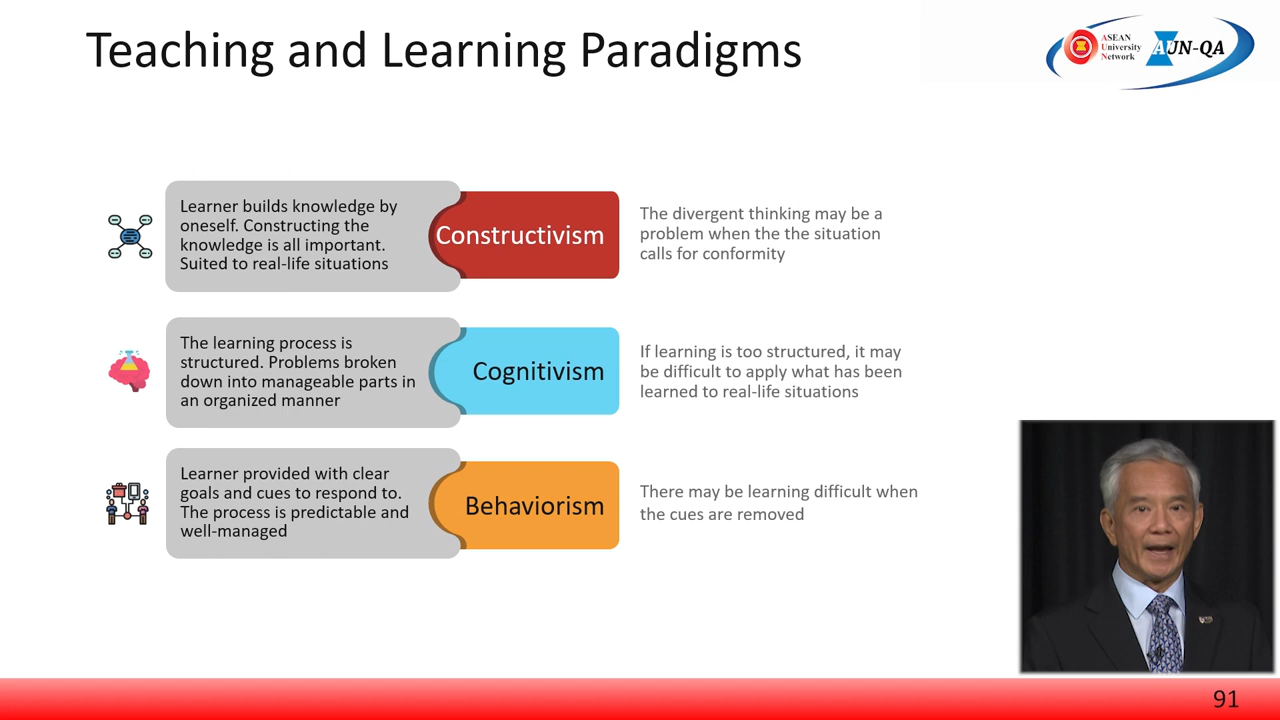 Teaching and Learning Paradigms
ASEAN
University
Network
AUN-QA
Learner builds knowledge by
oneself. Constructing the
knowledge is all important.
Suited to real-life situations
Constructivism
The divergent thinking may be a
problem when the the situation
calls for conformity
The learning process is
structured. Problems broken
down into manageable parts in
an organized manner
Cognitivism
If learning is too structured, it may
be difficult to apply what has been
learned to real-life situations
Learner provided with clear
goals and cues to respond to.
The process is predictable and
well-managed
Behaviorism
There may be learning difficult when
the cues are removed
91